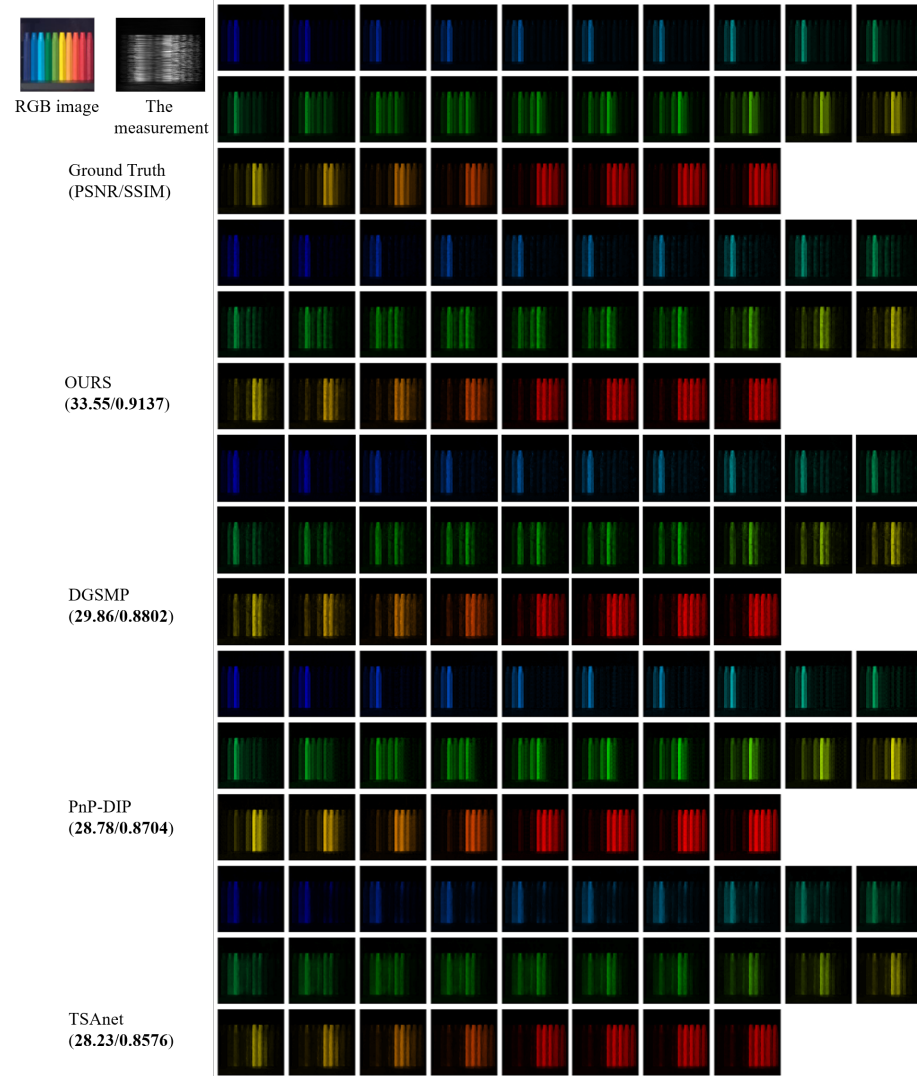 RGB image
The
measurement
Ground Truth
(PSNR/SSIM)
OURS
(33.55/0.9137)
DGSMP
(29.86/0.8802)
PnP-DIP
(28.78/0.8704)
TSAnet
(28.23/0.8576)